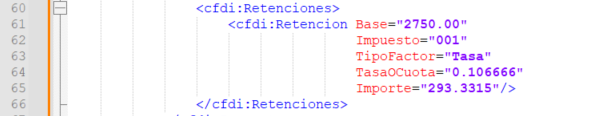 60 <cfdi:Retenciones>
61 <cfdi:Retencion Base="2750.00"
62 Impuesto="001"
63 TipoFactor="Tasa"
64 TasaOCuota="0.106666"
65 Importe="293.3315"/>
66 </cfdi:Retenciones>